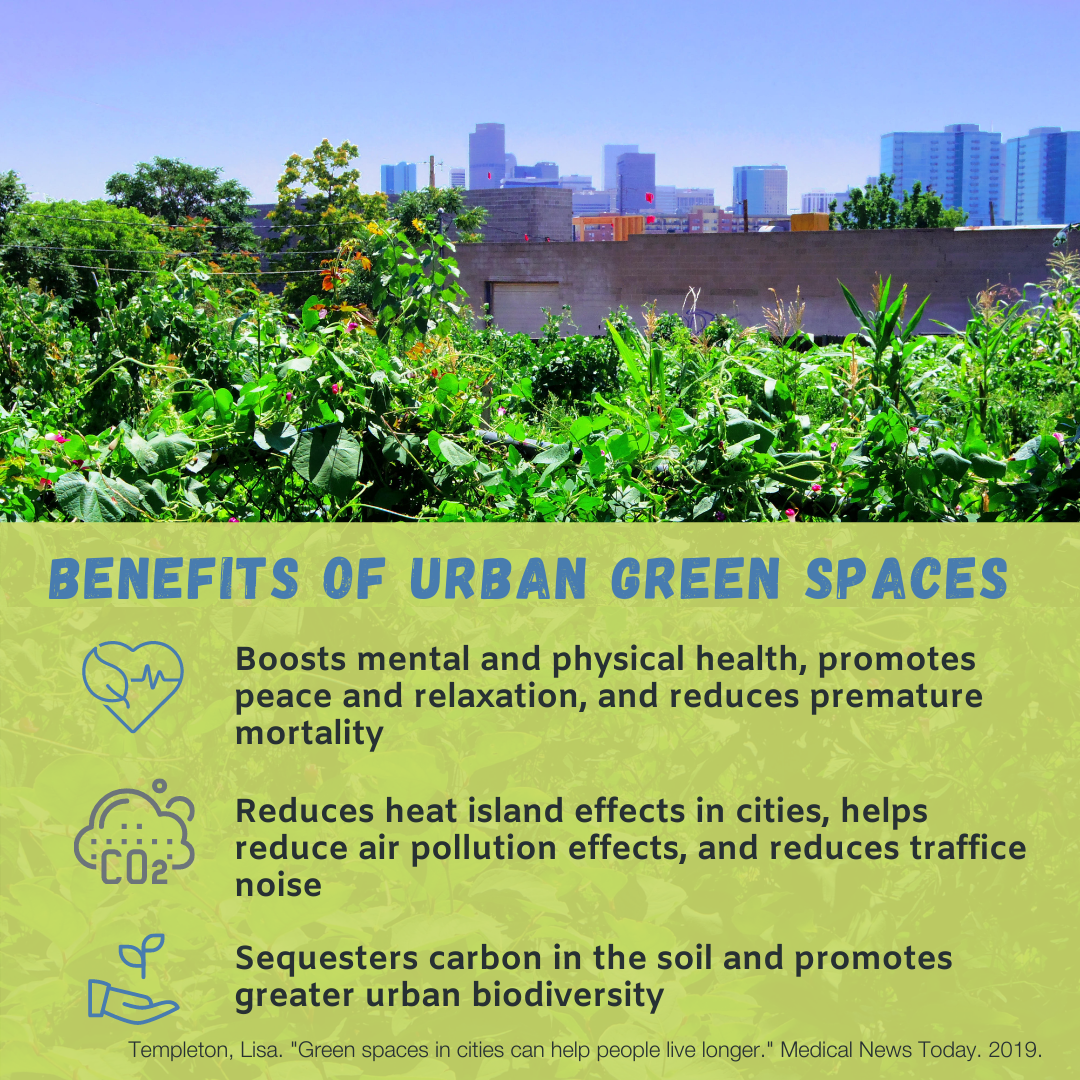 BENEFITS OF URBAN GREEN SPACES
Boosts mental and physical health, promotes
peace and relaxation, and reduces premature
mortality
CO2
Reduces heat island effects in cities, helps
reduce air pollution effects, and reduces traffice
noise
Sequesters carbon in the soil and promotes
greater urban biodiversity
Templeton, Lisa. "Green spaces in cities can help people live longer." Medical News Today. 2019.